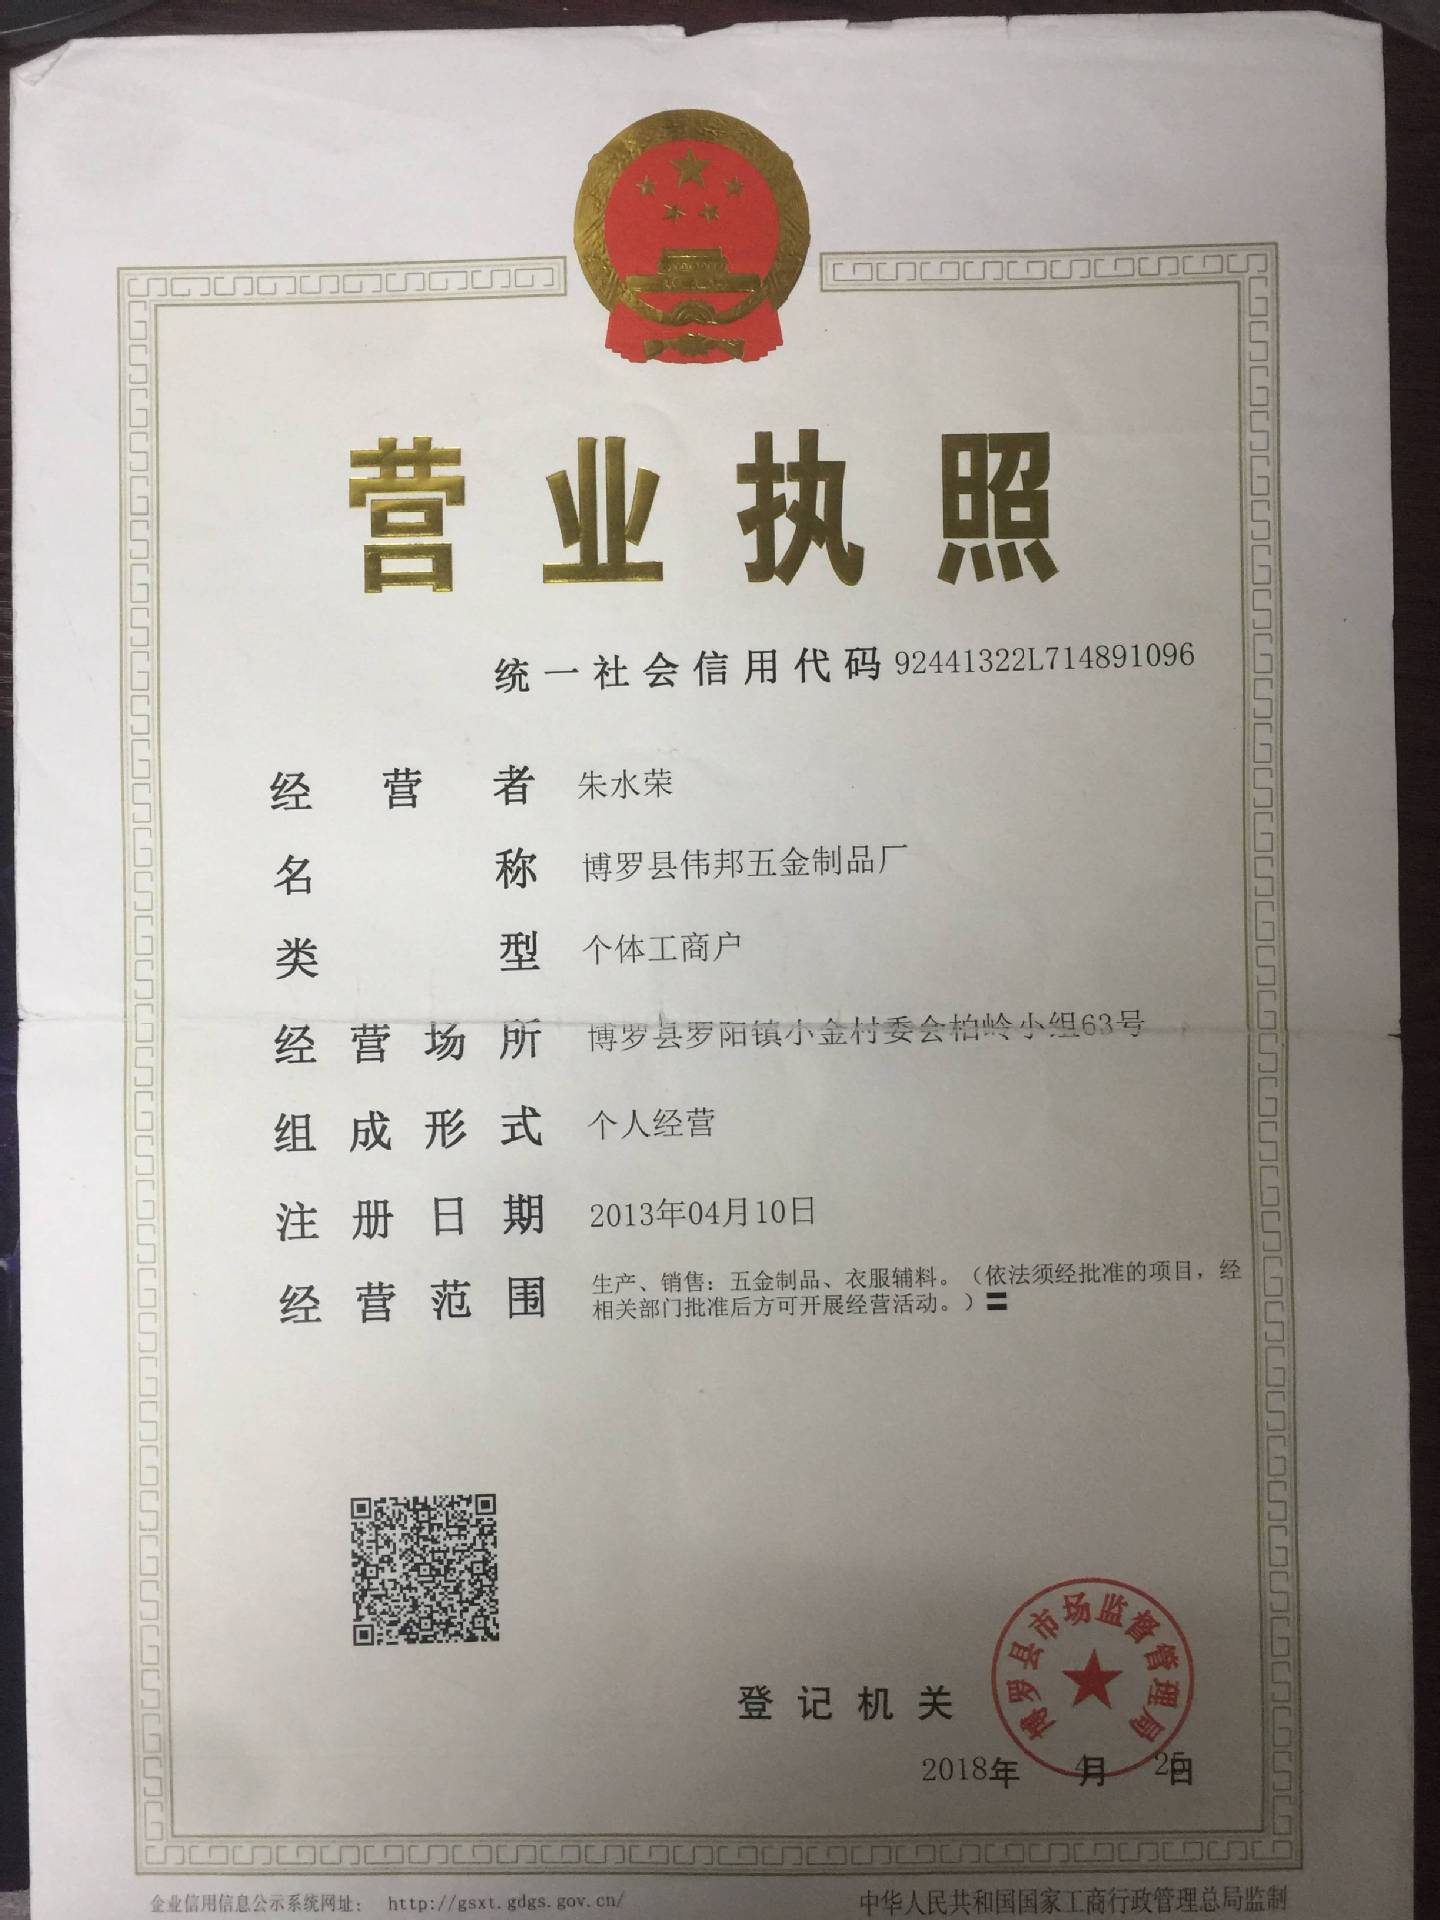 营业执照
统一社会信用代码 92441322L714891096
经营者 朱水荣
名称 博罗县伟邦五金制品厂
类型 个体工商户
经营场所 博罗县罗阳镇小金村委会柏岭小组63号
组成形式 个人经营
注册日期 2013年04月10日
经营范围 生产、销售：五金制品、衣服辅料。（依法须经批准的项目，经
相关部门批准后方可开展经营活动。）〓
博罗县市场监督管理局
登记机关
2018年 4月 25日
企业信用信息公示系统网址： http://gsxt.gdgs.gov.cn/ 中华人民共和国国家工商行政管理总局监制